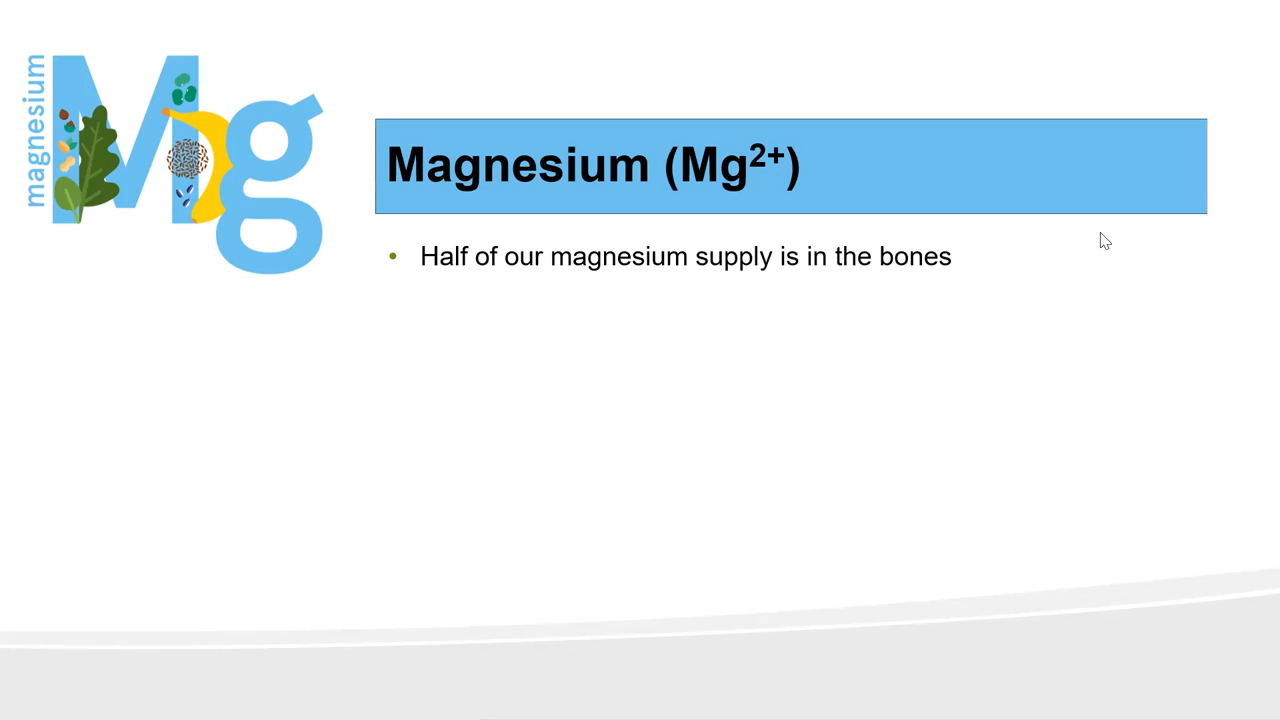 magnesium
Mg
Magnesium (Mg²⁺)
• Half of our magnesium supply is in the bones